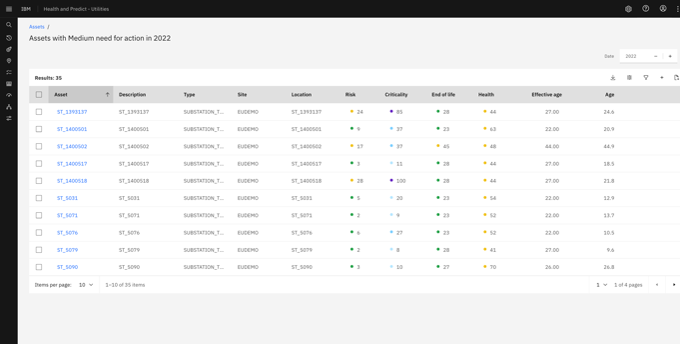 IBM Health and Predict - Utilities
Assets /
Assets with Medium need for action in 2022
Date 2022
Results: 35
Asset Description Type Site Location Risk Criticality End of life Health Effective age Age
ST_1393137 ST_1393137 SUBSTATION_T... EUDEMO ST_1393137 24 85 28 44 27.00 24.6
ST_1400501 ST_1400501 SUBSTATION_T... EUDEMO ST_1400501 9 37 23 63 22.00 20.9
ST_1400502 ST_1400502 SUBSTATION_T... EUDEMO ST_1400502 17 37 45 48 44.00 44.9
ST_1400517 ST_1400517 SUBSTATION_T... EUDEMO ST_1400517 3 11 28 44 27.00 18.5
ST_1400518 ST_1400518 SUBSTATION_T... EUDEMO ST_1400518 28 100 28 44 27.00 21.8
ST_5031 ST_5031 SUBSTATION_T... EUDEMO ST_5031 5 20 23 54 22.00 12.9
ST_5071 ST_5071 SUBSTATION_T... EUDEMO ST_5071 2 9 23 52 22.00 13.7
ST_5076 ST_5076 SUBSTATION_T... EUDEMO ST_5076 6 27 23 52 22.00 10.5
ST_5079 ST_5079 SUBSTATION_T... EUDEMO ST_5079 2 8 28 41 27.00 9.6
ST_5090 ST_5090 SUBSTATION_T... EUDEMO ST_5090 3 10 27 70 26.00 26.8
Items per page: 10 1–10 of 35 items 1 1 of 4 pages